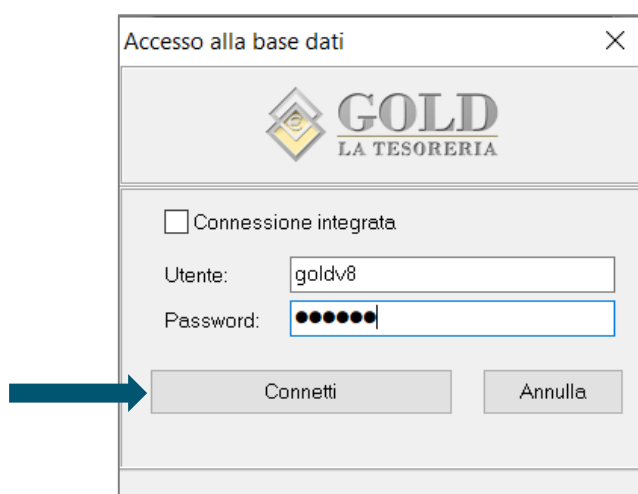 Accesso alla base dati
GOLD
LA TESORERIA
Connessione integrata
Utente: goldv8
Password: ●●●●●●
Connetti Annulla